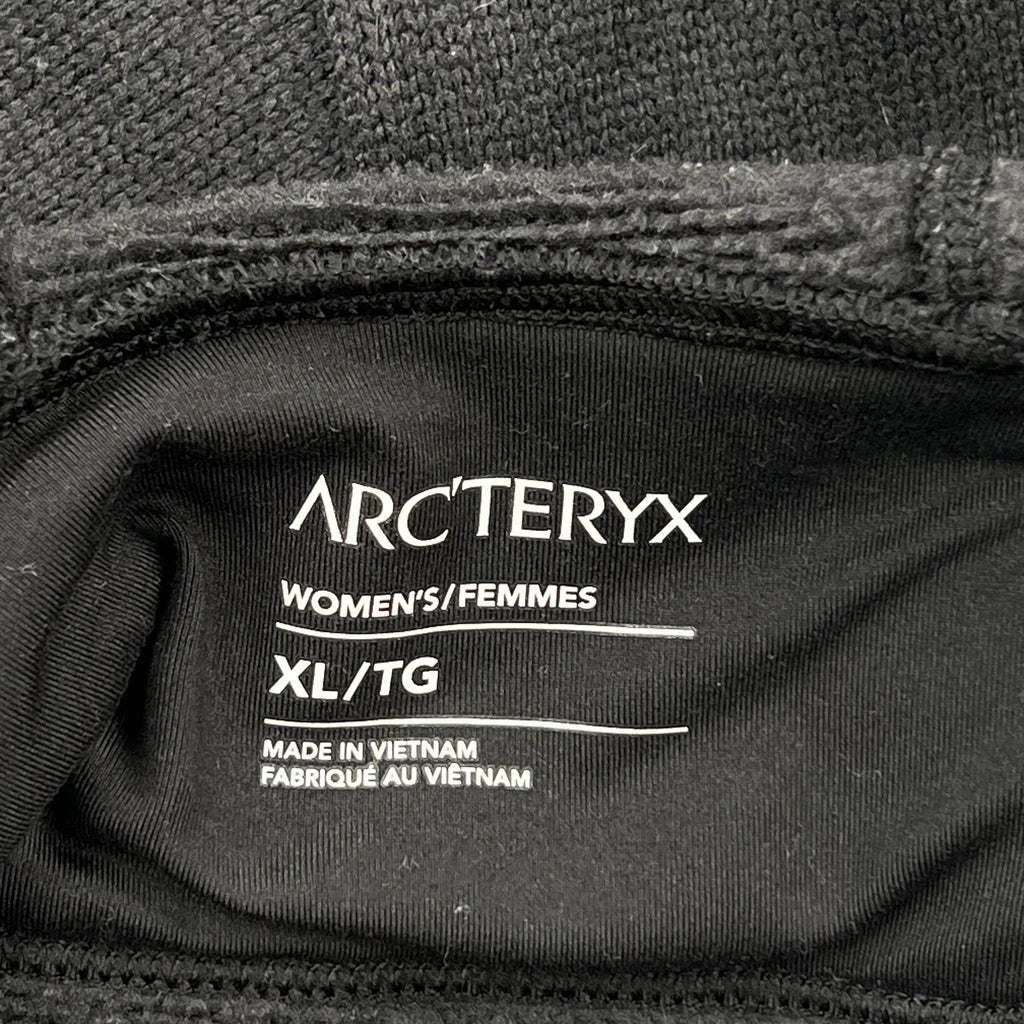 ARC'TERYX
WOMEN'S/FEMMES
XL/TG
MADE IN VIETNAM
FABRIQUÉ AU VIÊTNAM